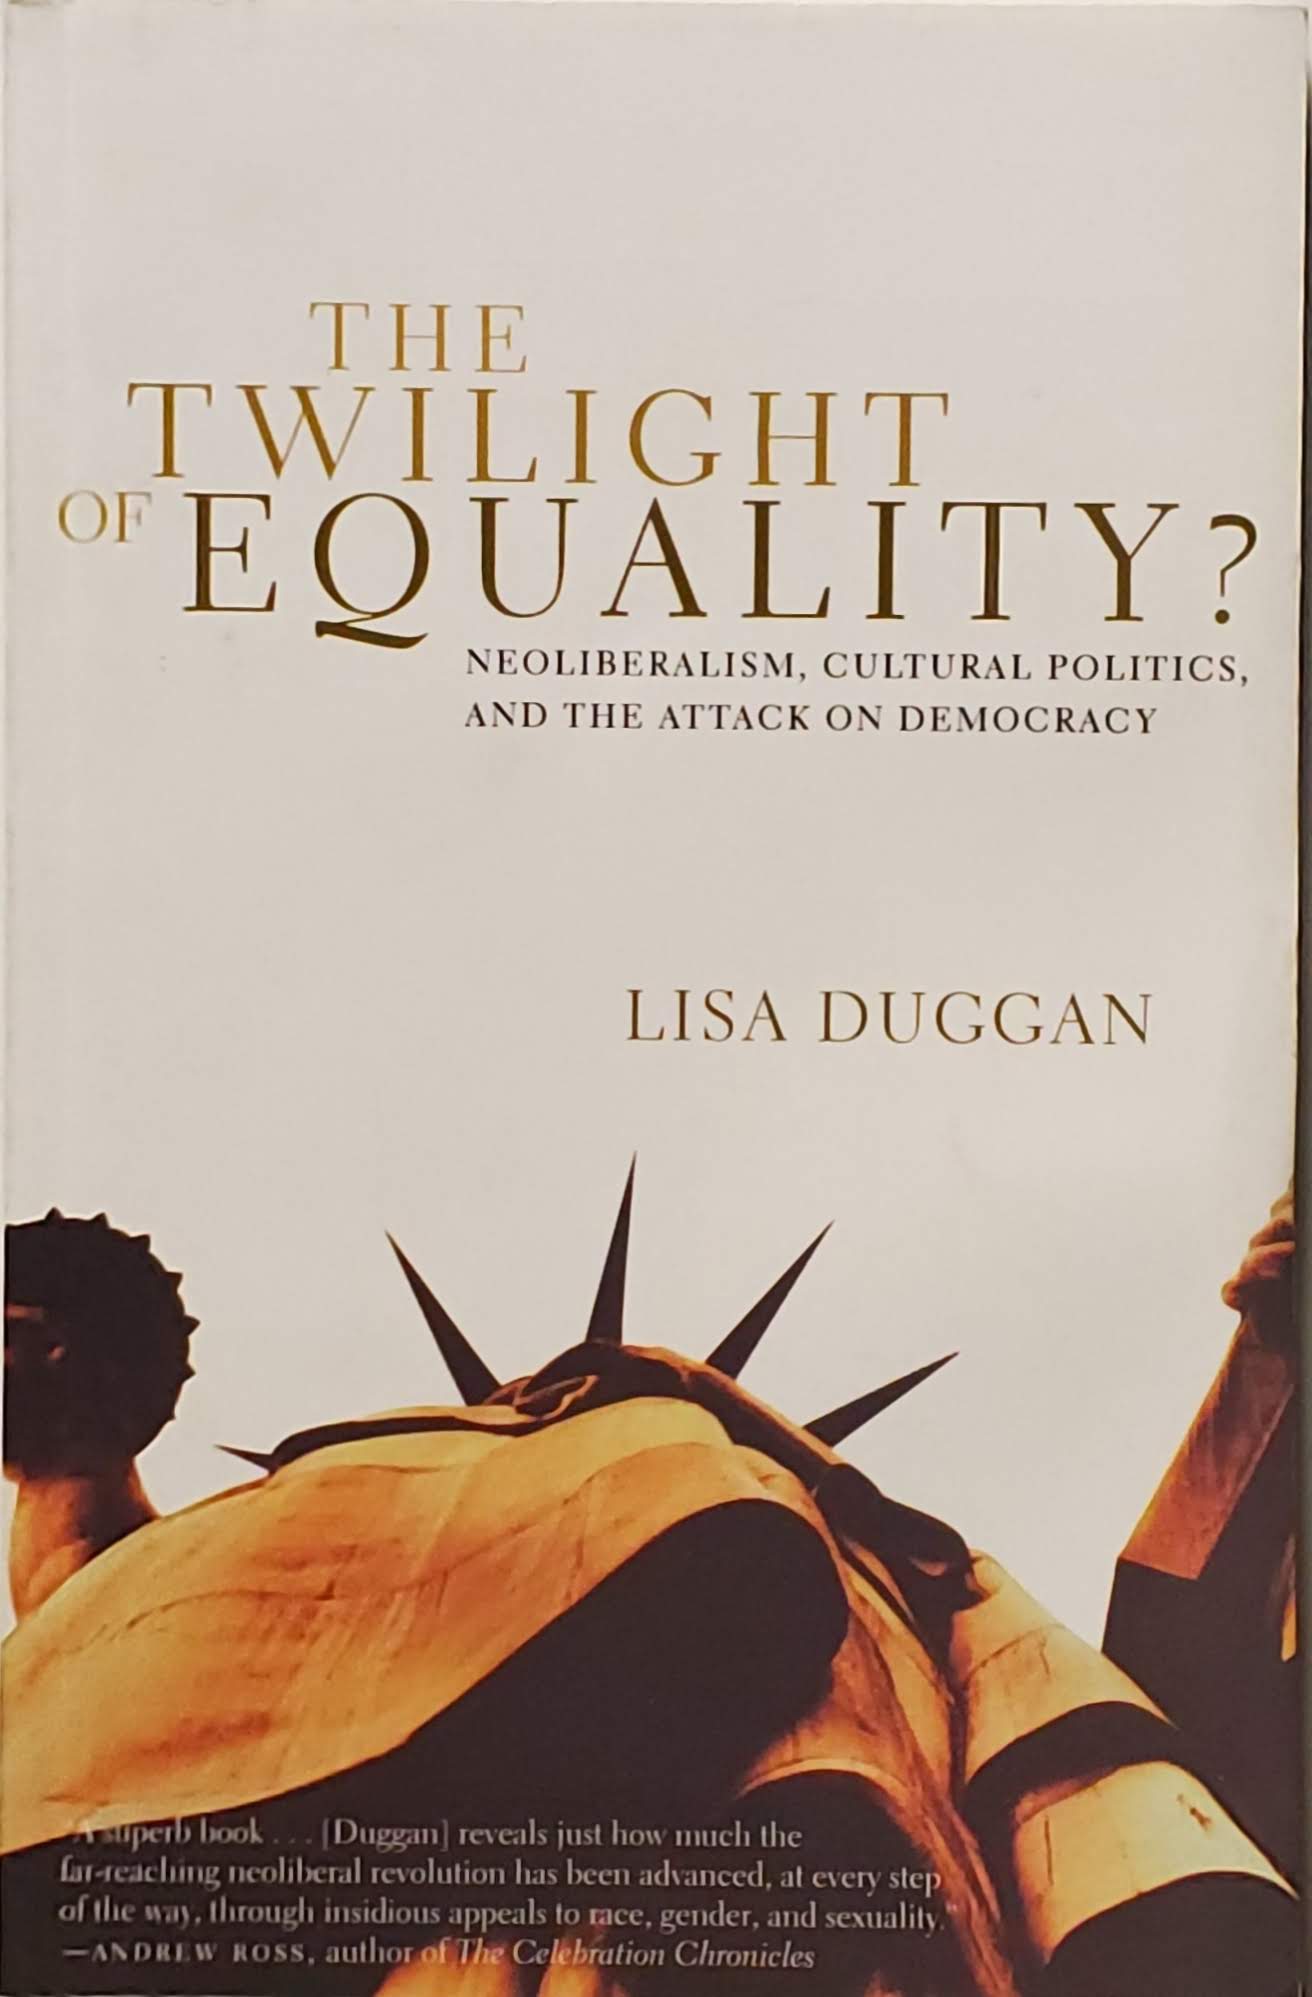 THE
TWILIGHT
OF EQUALITY?
NEOLIBERALISM, CULTURAL POLITICS,
AND THE ATTACK ON DEMOCRACY
LISA DUGGAN
"A superb book . . . [Duggan] reveals just how much the
far-reaching neoliberal revolution has been advanced, at every step
of the way, through insidious appeals to race, gender, and sexuality."
—ANDREW ROSS, author of The Celebration Chronicles